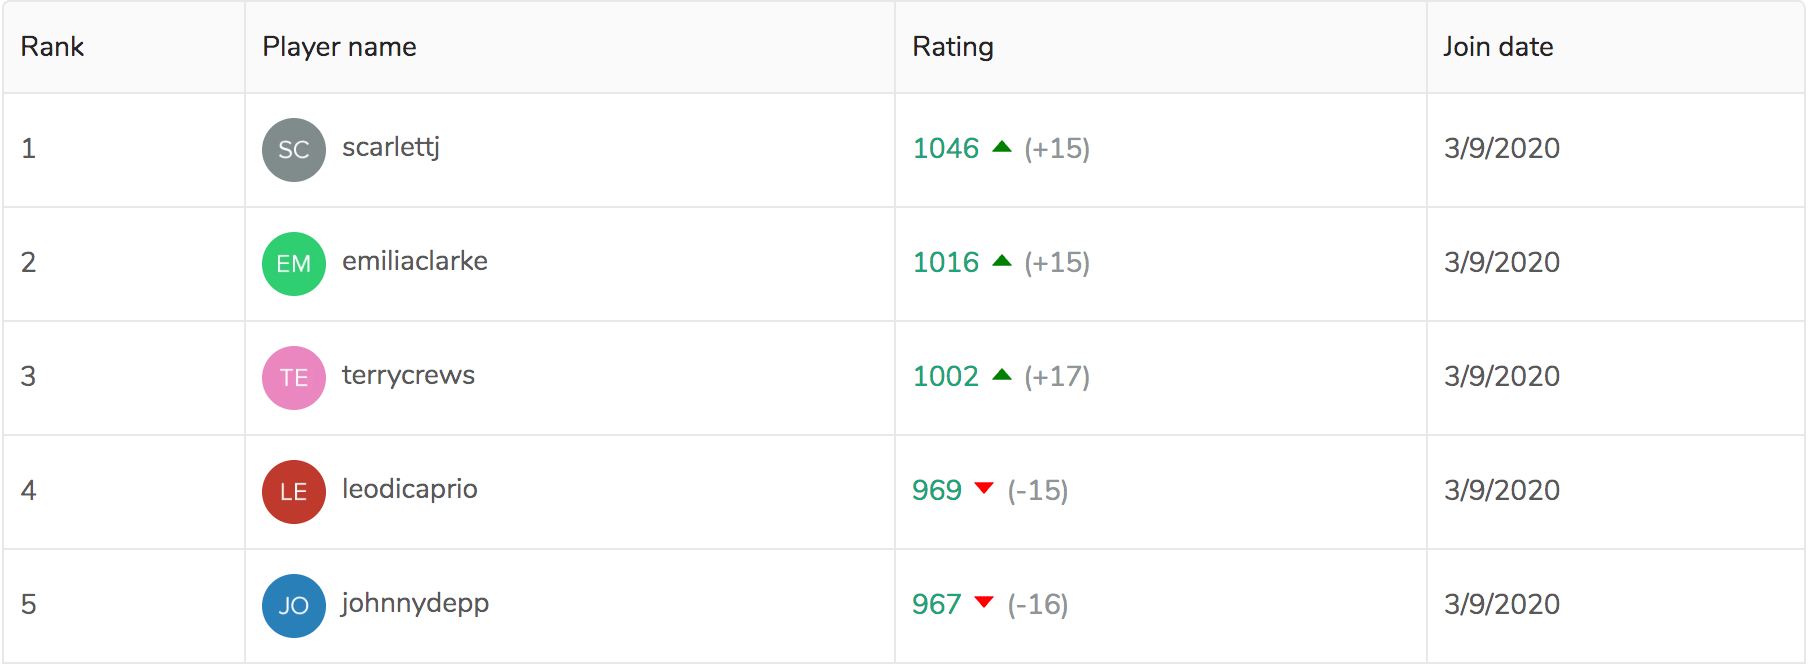 Rank Player name Rating Join date
1 SC scarlettj 1046 (+15) 3/9/2020
2 EM emiliaclarke 1016 (+15) 3/9/2020
3 TE terrycrews 1002 (+17) 3/9/2020
4 LE leodicaprio 969 (-15) 3/9/2020
5 JO johnnydepp 967 (-16) 3/9/2020